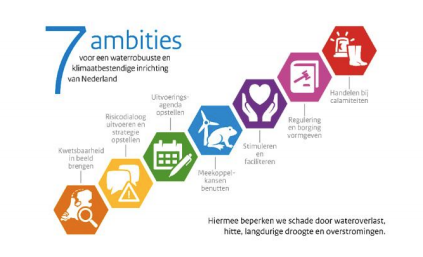 7 ambities
voor een waterrobuuste en
klimaatbestendige inrichting
van Nederland
Kwetsbaarheid
in beeld
brengen
Risicodialoog
uitvoeren en
strategie
opstellen
Uitvoerings-
agenda
opstellen
Meekoppel-
kansen
benutten
Stimuleren
en
faciliteren
Regulering
en borging
vormgeven
Handelen bij
calamiteiten
Hiermee beperken we schade door wateroverlast,
hitte, langdurige droogte en overstromingen.